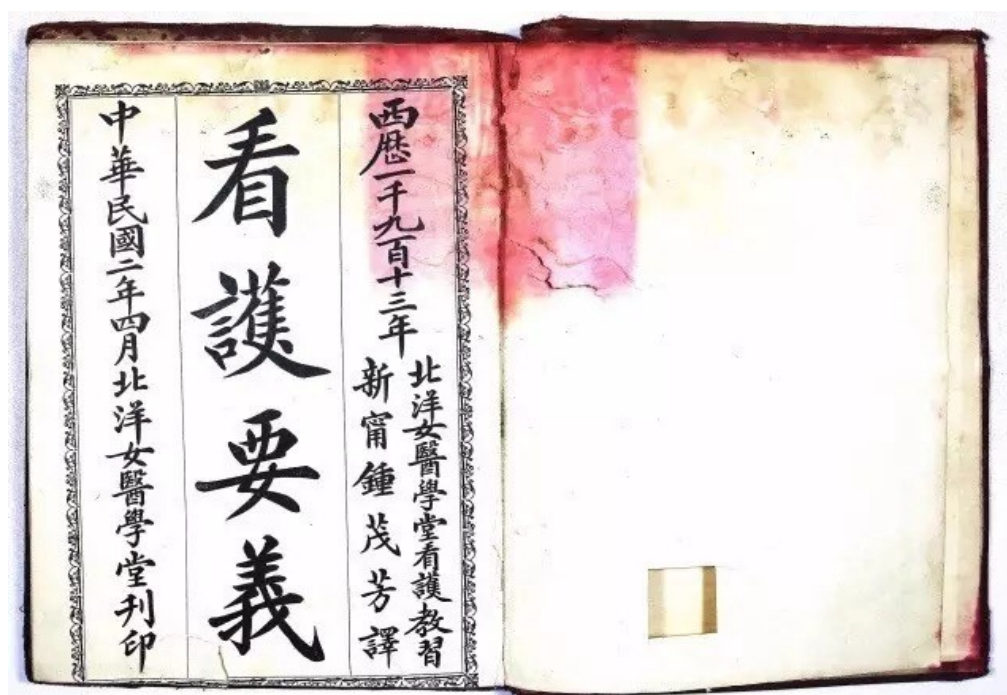 西歷一千九百十三年
北洋女醫學堂看護教習
新甯鍾茂芳譯
看護要義
中華民國二年四月北洋女醫學堂刋印